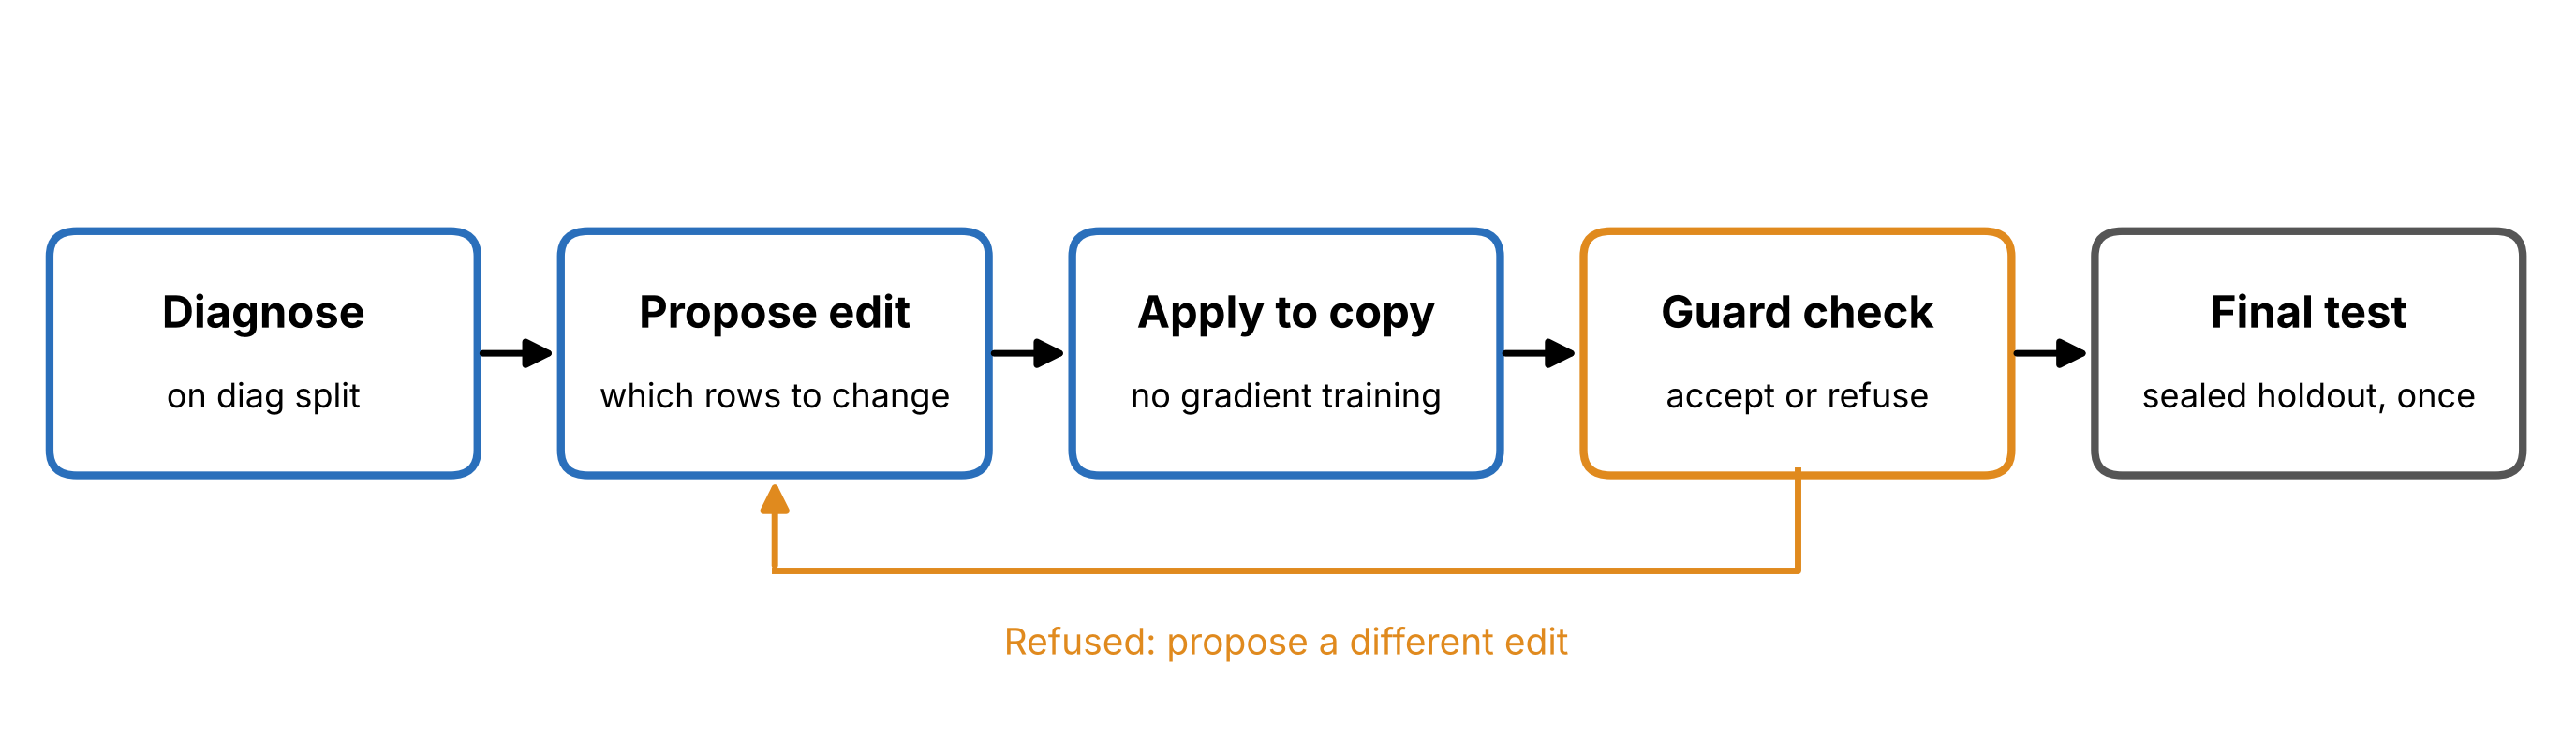 Diagnose
on diag split
Propose edit
which rows to change
Apply to copy
no gradient training
Guard check
accept or refuse
Final test
sealed holdout, once
Refused: propose a different edit